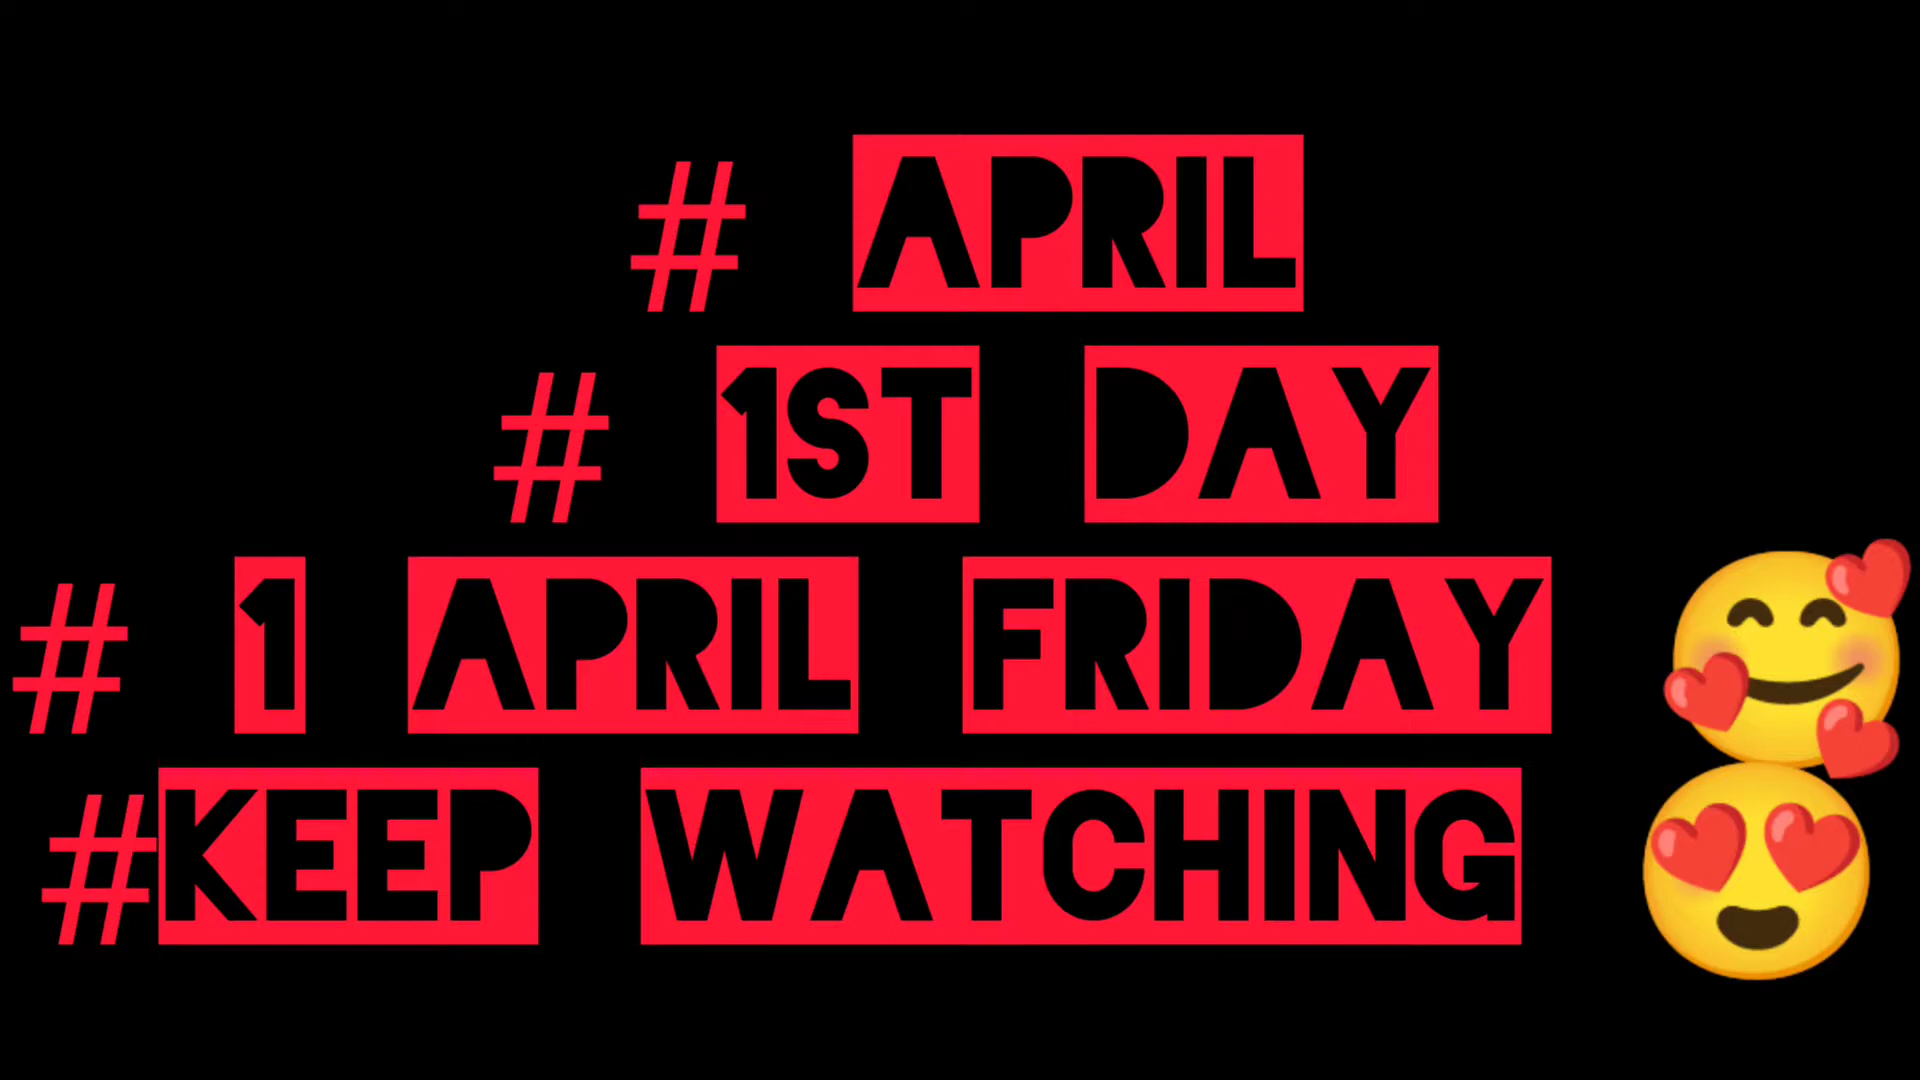 # APRIL
# 1ST DAY
# 1 APRIL FRIDAY 🥰
#KEEP WATCHING 😍